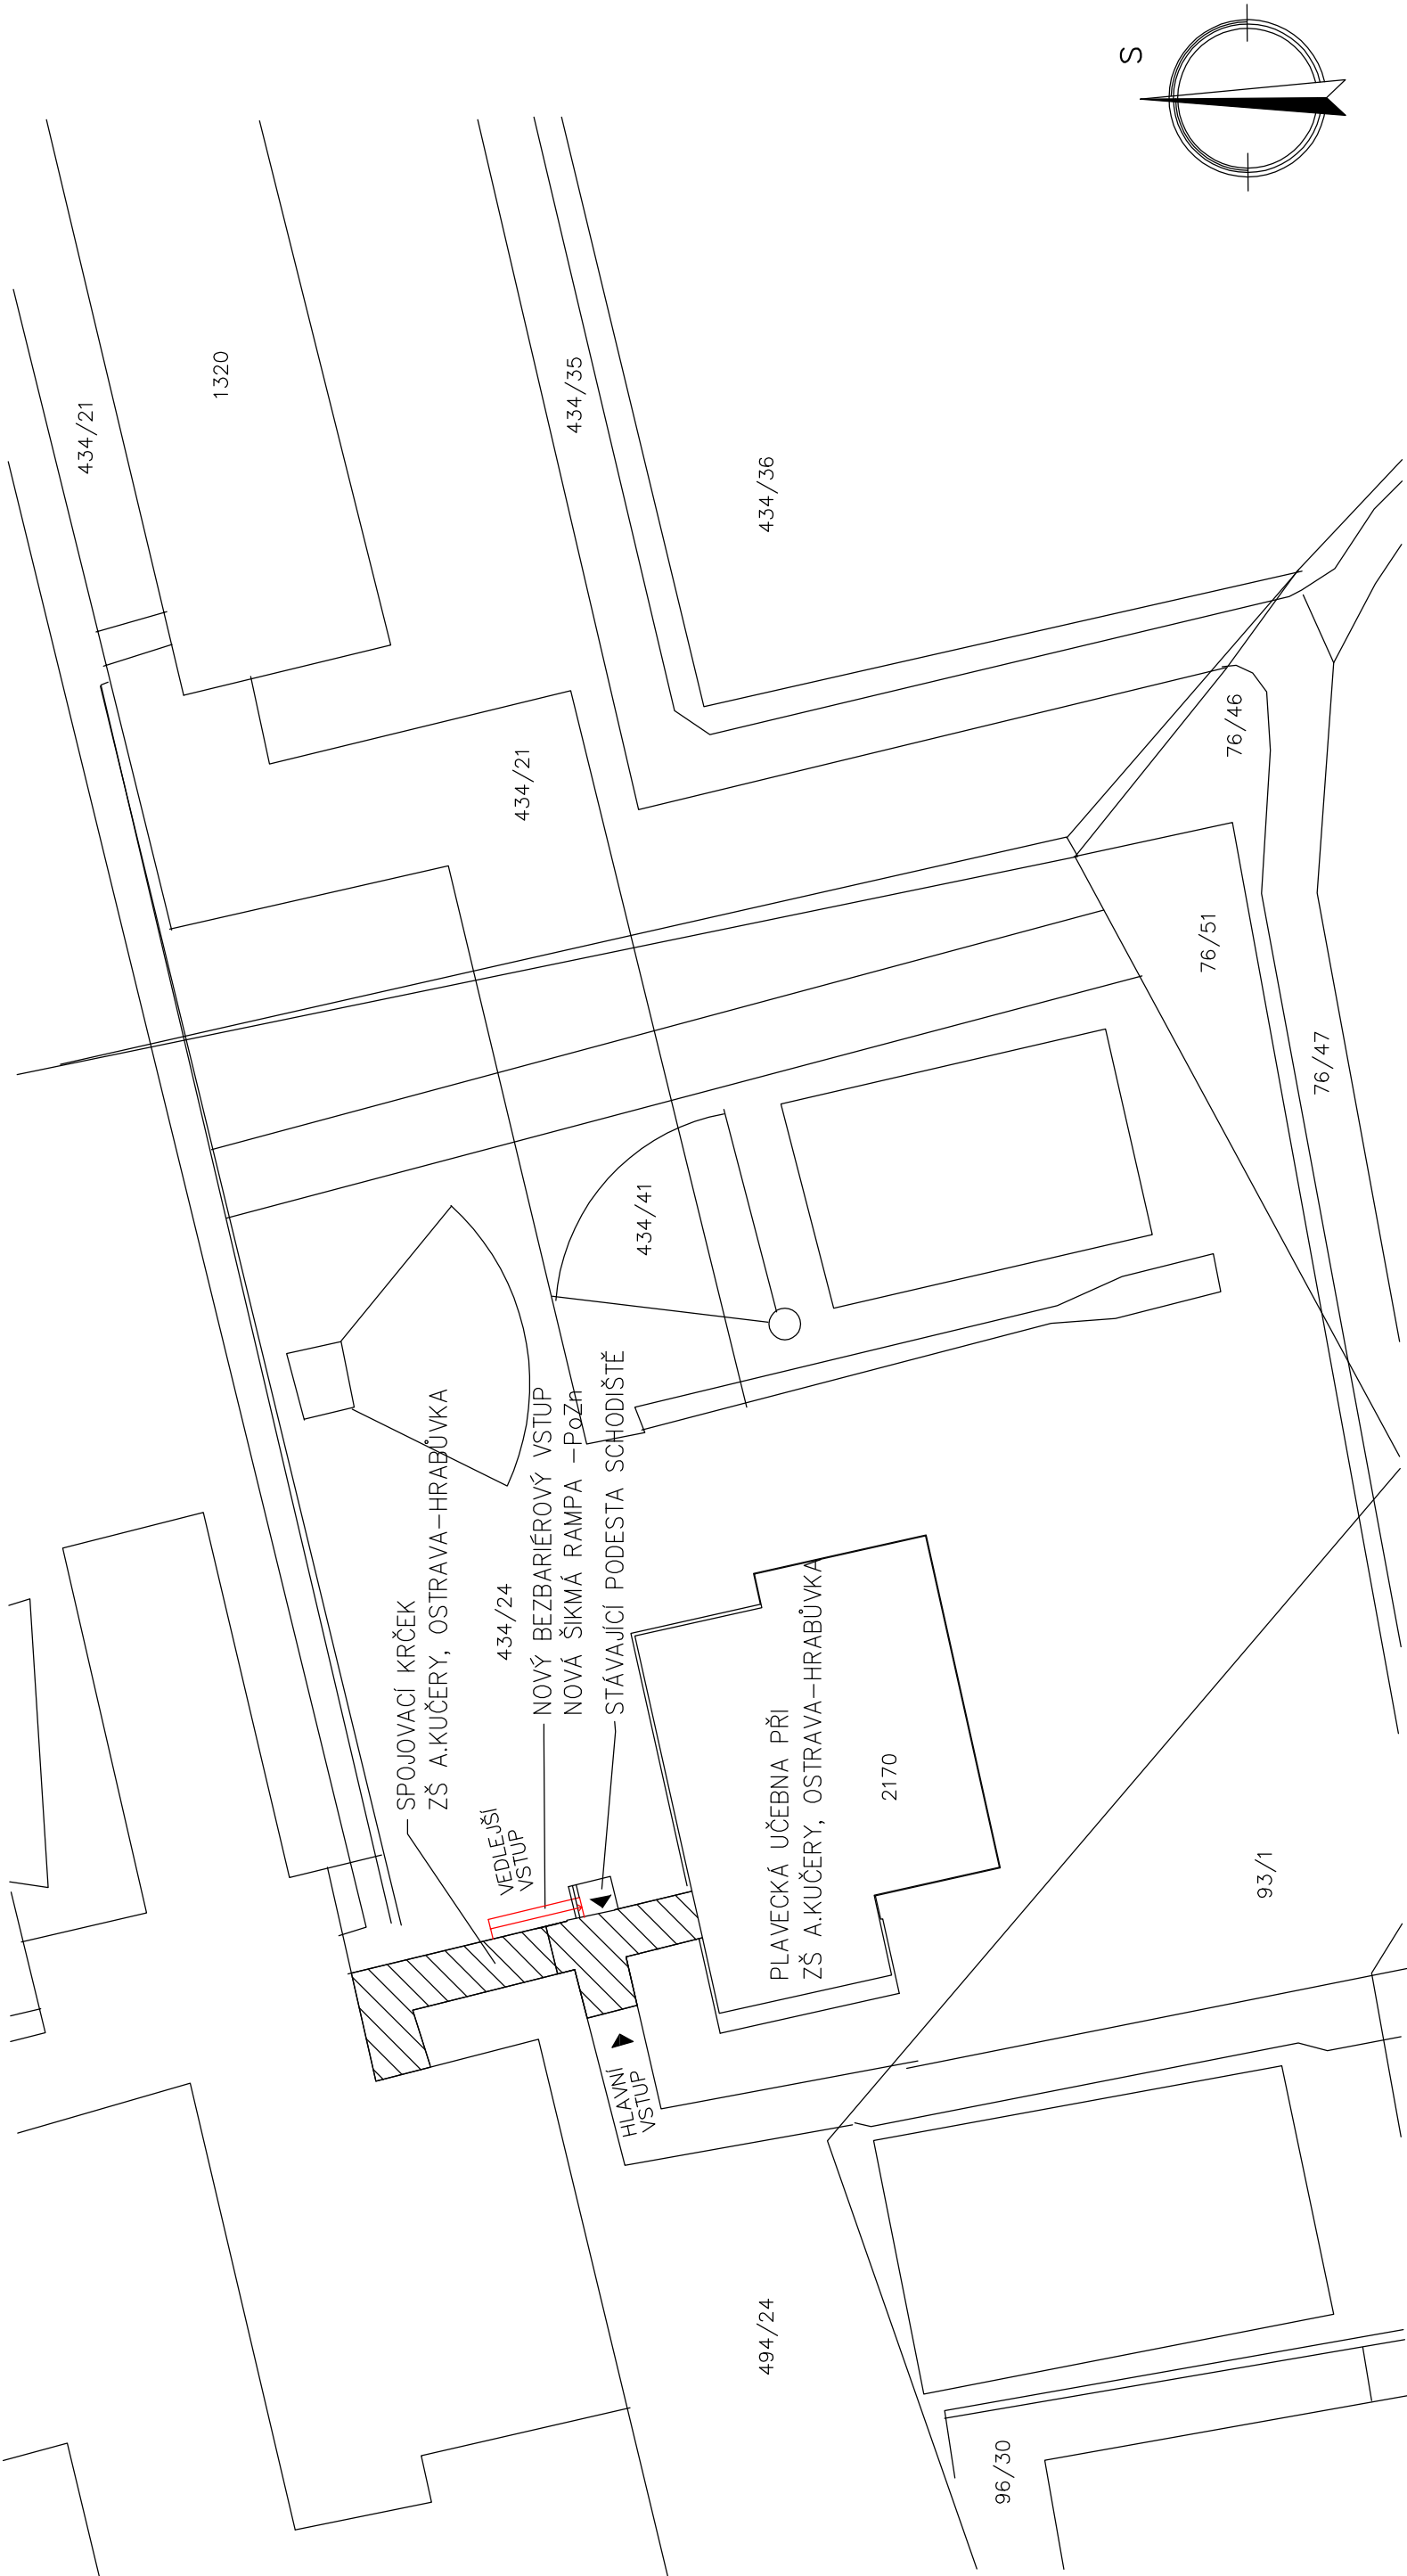 S
434/21
1320
434/35
434/36
434/21
76/46
76/51
76/47
434/41
SPOJOVACÍ KRČEK
ZŠ A.KUČERY, OSTRAVA-HRABŮVKA
434/24
NOVÝ BEZBARIÉROVÝ VSTUP
NOVÁ ŠIKMÁ RAMPA -PoZn
STÁVAJÍCÍ PODESTA SCHODIŠTĚ
VEDLEJŠÍ
VSTUP
PLAVECKÁ UČEBNA PŘI
ZŠ A.KUČERY, OSTRAVA-HRABŮVKA
2170
93/1
HLAVNÍ
VSTUP
494/24
96/30